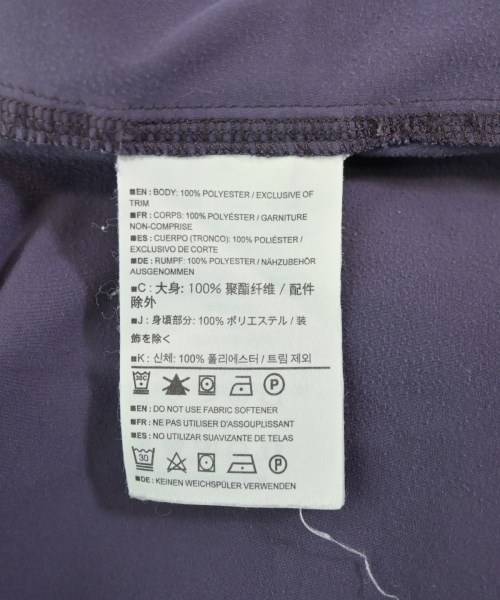 ■EN : BODY: 100% POLYESTER / EXCLUSIVE OF
TRIM
■FR : CORPS: 100% POLYÉSTER / GARNITURE
NON-COMPRISE
■ES : CUERPO (TRONCO): 100% POLIÉSTER /
EXCLUSIVO DE CORTE
■DE : RUMPF: 100% POLYESTER / NÄHZUBEHÖR
AUSGENOMMEN
■C : 大身: 100% 聚酯纤维 / 配件
除外
■J : 身頃部分: 100% ポリエステル / 装
飾を除く
■K : 신체: 100% 폴리에스터 / 트림 제외
30C P
■EN : DO NOT USE FABRIC SOFTENER
■FR : NE PAS UTILISER D'ASSOUPLISSANT
■ES : NO UTILIZAR SUAVIZANTE DE TELAS
30 P
■DE : KEINEN WEICHSPÜLER VERWENDEN